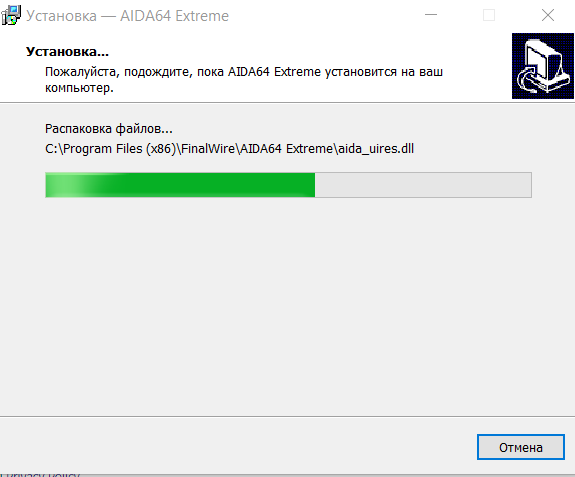 Установка — AIDA64 Extreme
Установка...
Пожалуйста, подождите, пока AIDA64 Extreme установится на ваш
компьютер.
Распаковка файлов...
C:\Program Files (x86)\FinalWire\AIDA64 Extreme\aida_uires.dll
Отмена